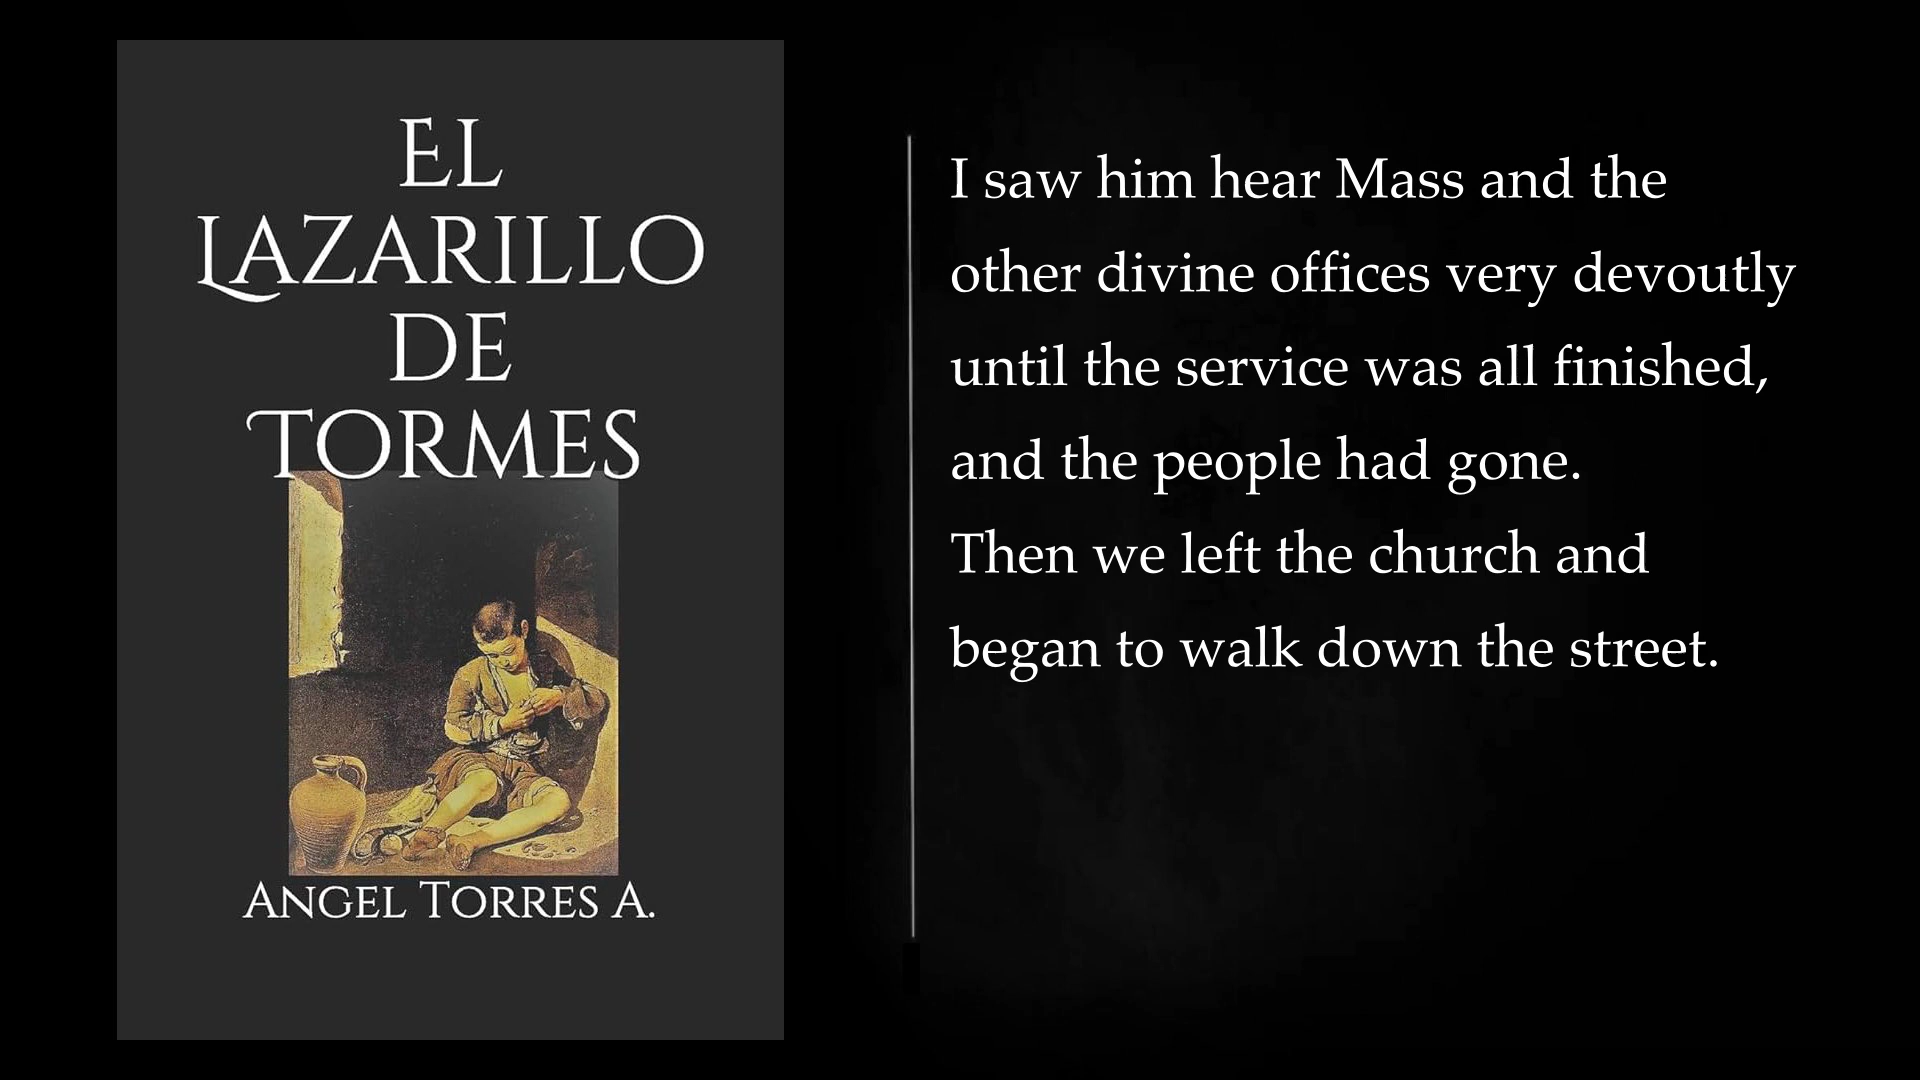 EL
LAZARILLO
DE
TORMES
ANGEL TORRES A.
I saw him hear Mass and the
other divine offices very devoutly
until the service was all finished,
and the people had gone.
Then we left the church and
began to walk down the street.